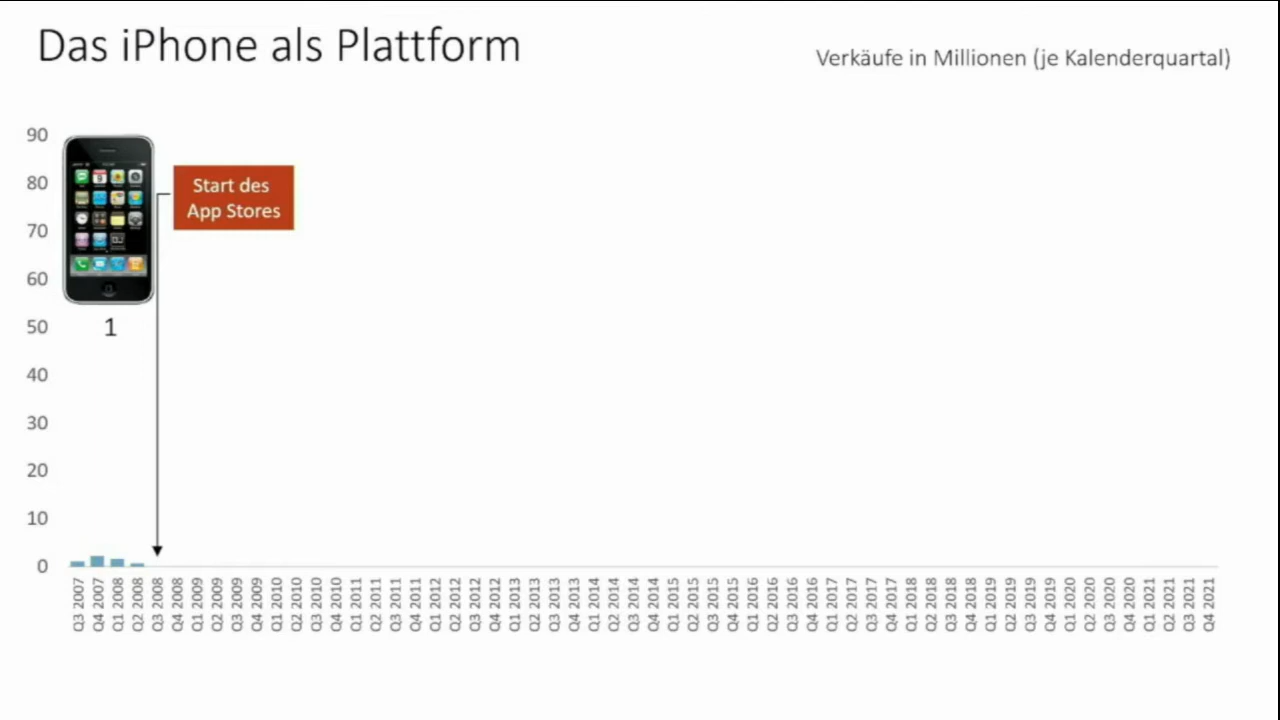 Das iPhone als Plattform
Verkäufe in Millionen (je Kalenderquartal)
90
80
70
60
50
40
30
20
10
0
Start des
App Stores
1
Q3 2007
Q4 2007
Q1 2008
Q2 2008
Q3 2008
Q4 2008
Q1 2009
Q2 2009
Q3 2009
Q4 2009
Q1 2010
Q2 2010
Q3 2010
Q4 2010
Q1 2011
Q2 2011
Q3 2011
Q4 2011
Q1 2012
Q2 2012
Q3 2012
Q4 2012
Q1 2013
Q2 2013
Q3 2013
Q4 2013
Q1 2014
Q2 2014
Q3 2014
Q4 2014
Q1 2015
Q2 2015
Q3 2015
Q4 2015
Q1 2016
Q2 2016
Q3 2016
Q4 2016
Q1 2017
Q2 2017
Q3 2017
Q4 2017
Q1 2018
Q2 2018
Q3 2018
Q4 2018
Q1 2019
Q2 2019
Q3 2019
Q4 2019
Q1 2020
Q2 2020
Q3 2020
Q4 2020
Q1 2021
Q2 2021
Q3 2021
Q4 2021